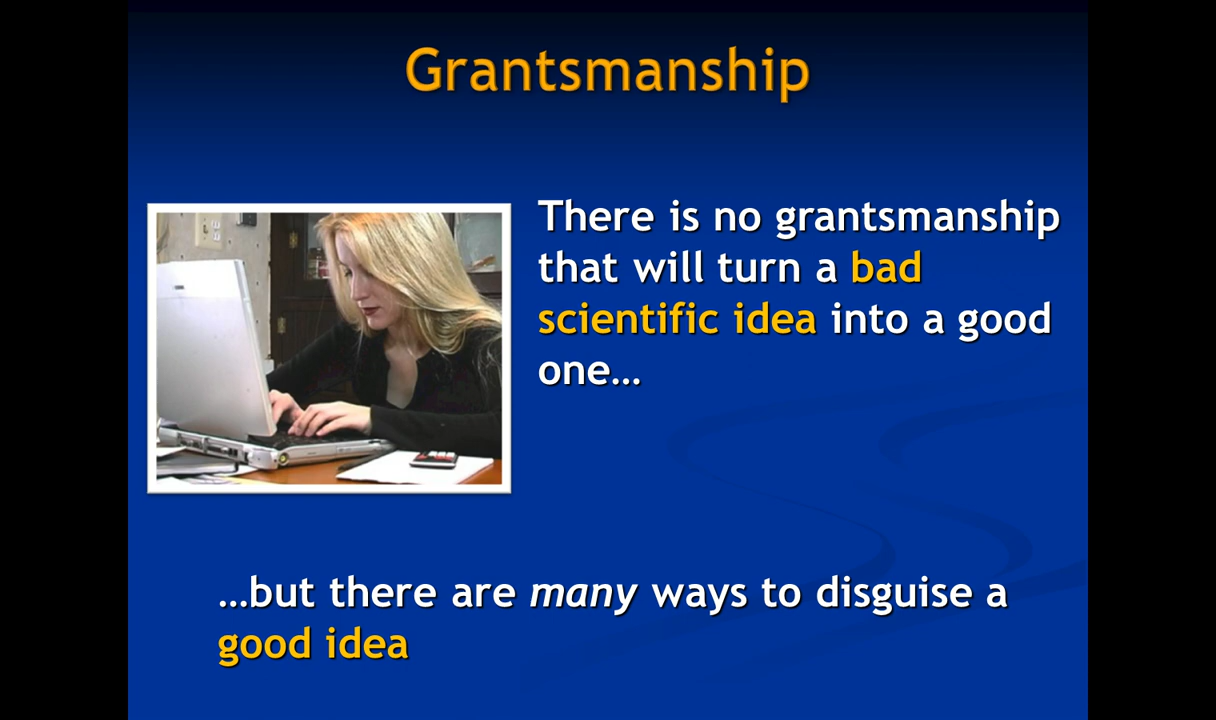 Grantsmanship
There is no grantsmanship
that will turn a bad
scientific idea into a good
one…
…but there are many ways to disguise a
good idea